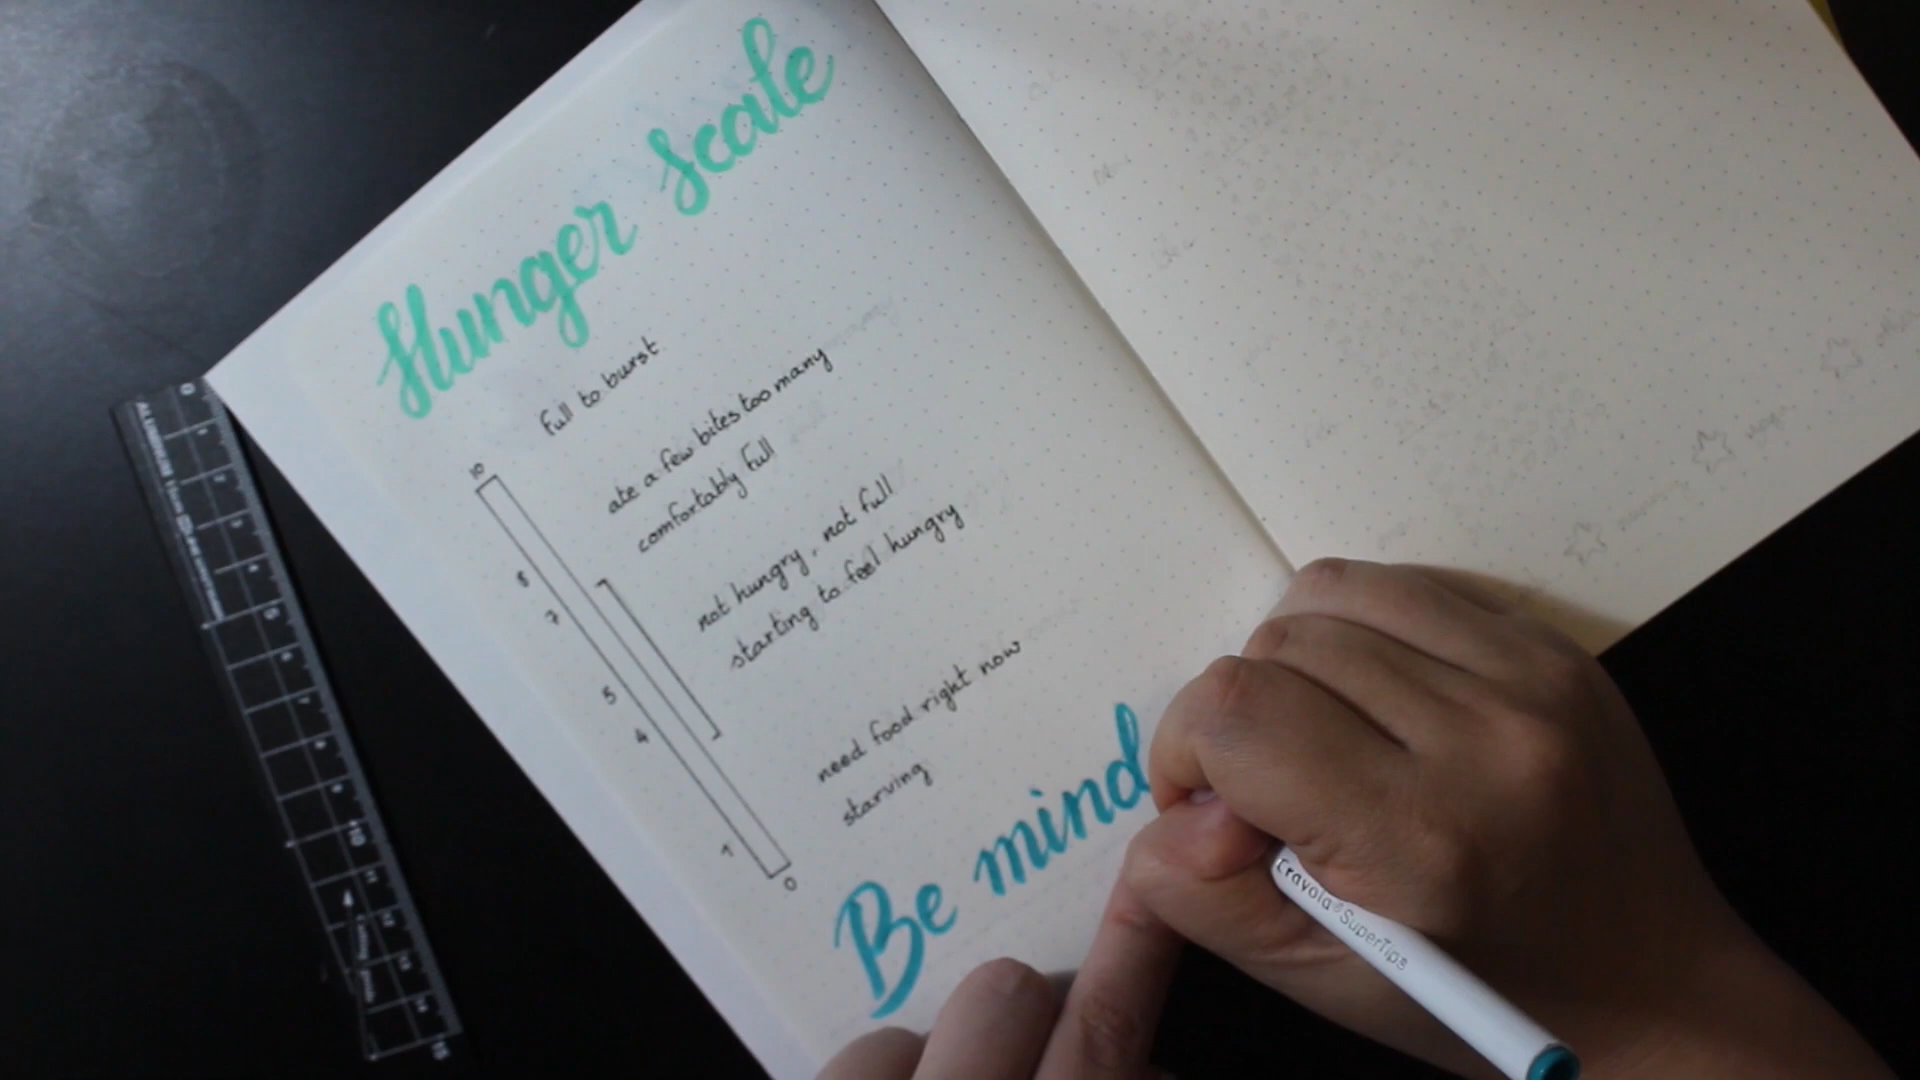 Hunger Scale
full to burst
10
ate a few bites too many
8
comfortably full
7
not hungry, not full
5
starting to feel hungry
4
need food right now
1
starving
0
Be mind
Crayola SuperTips